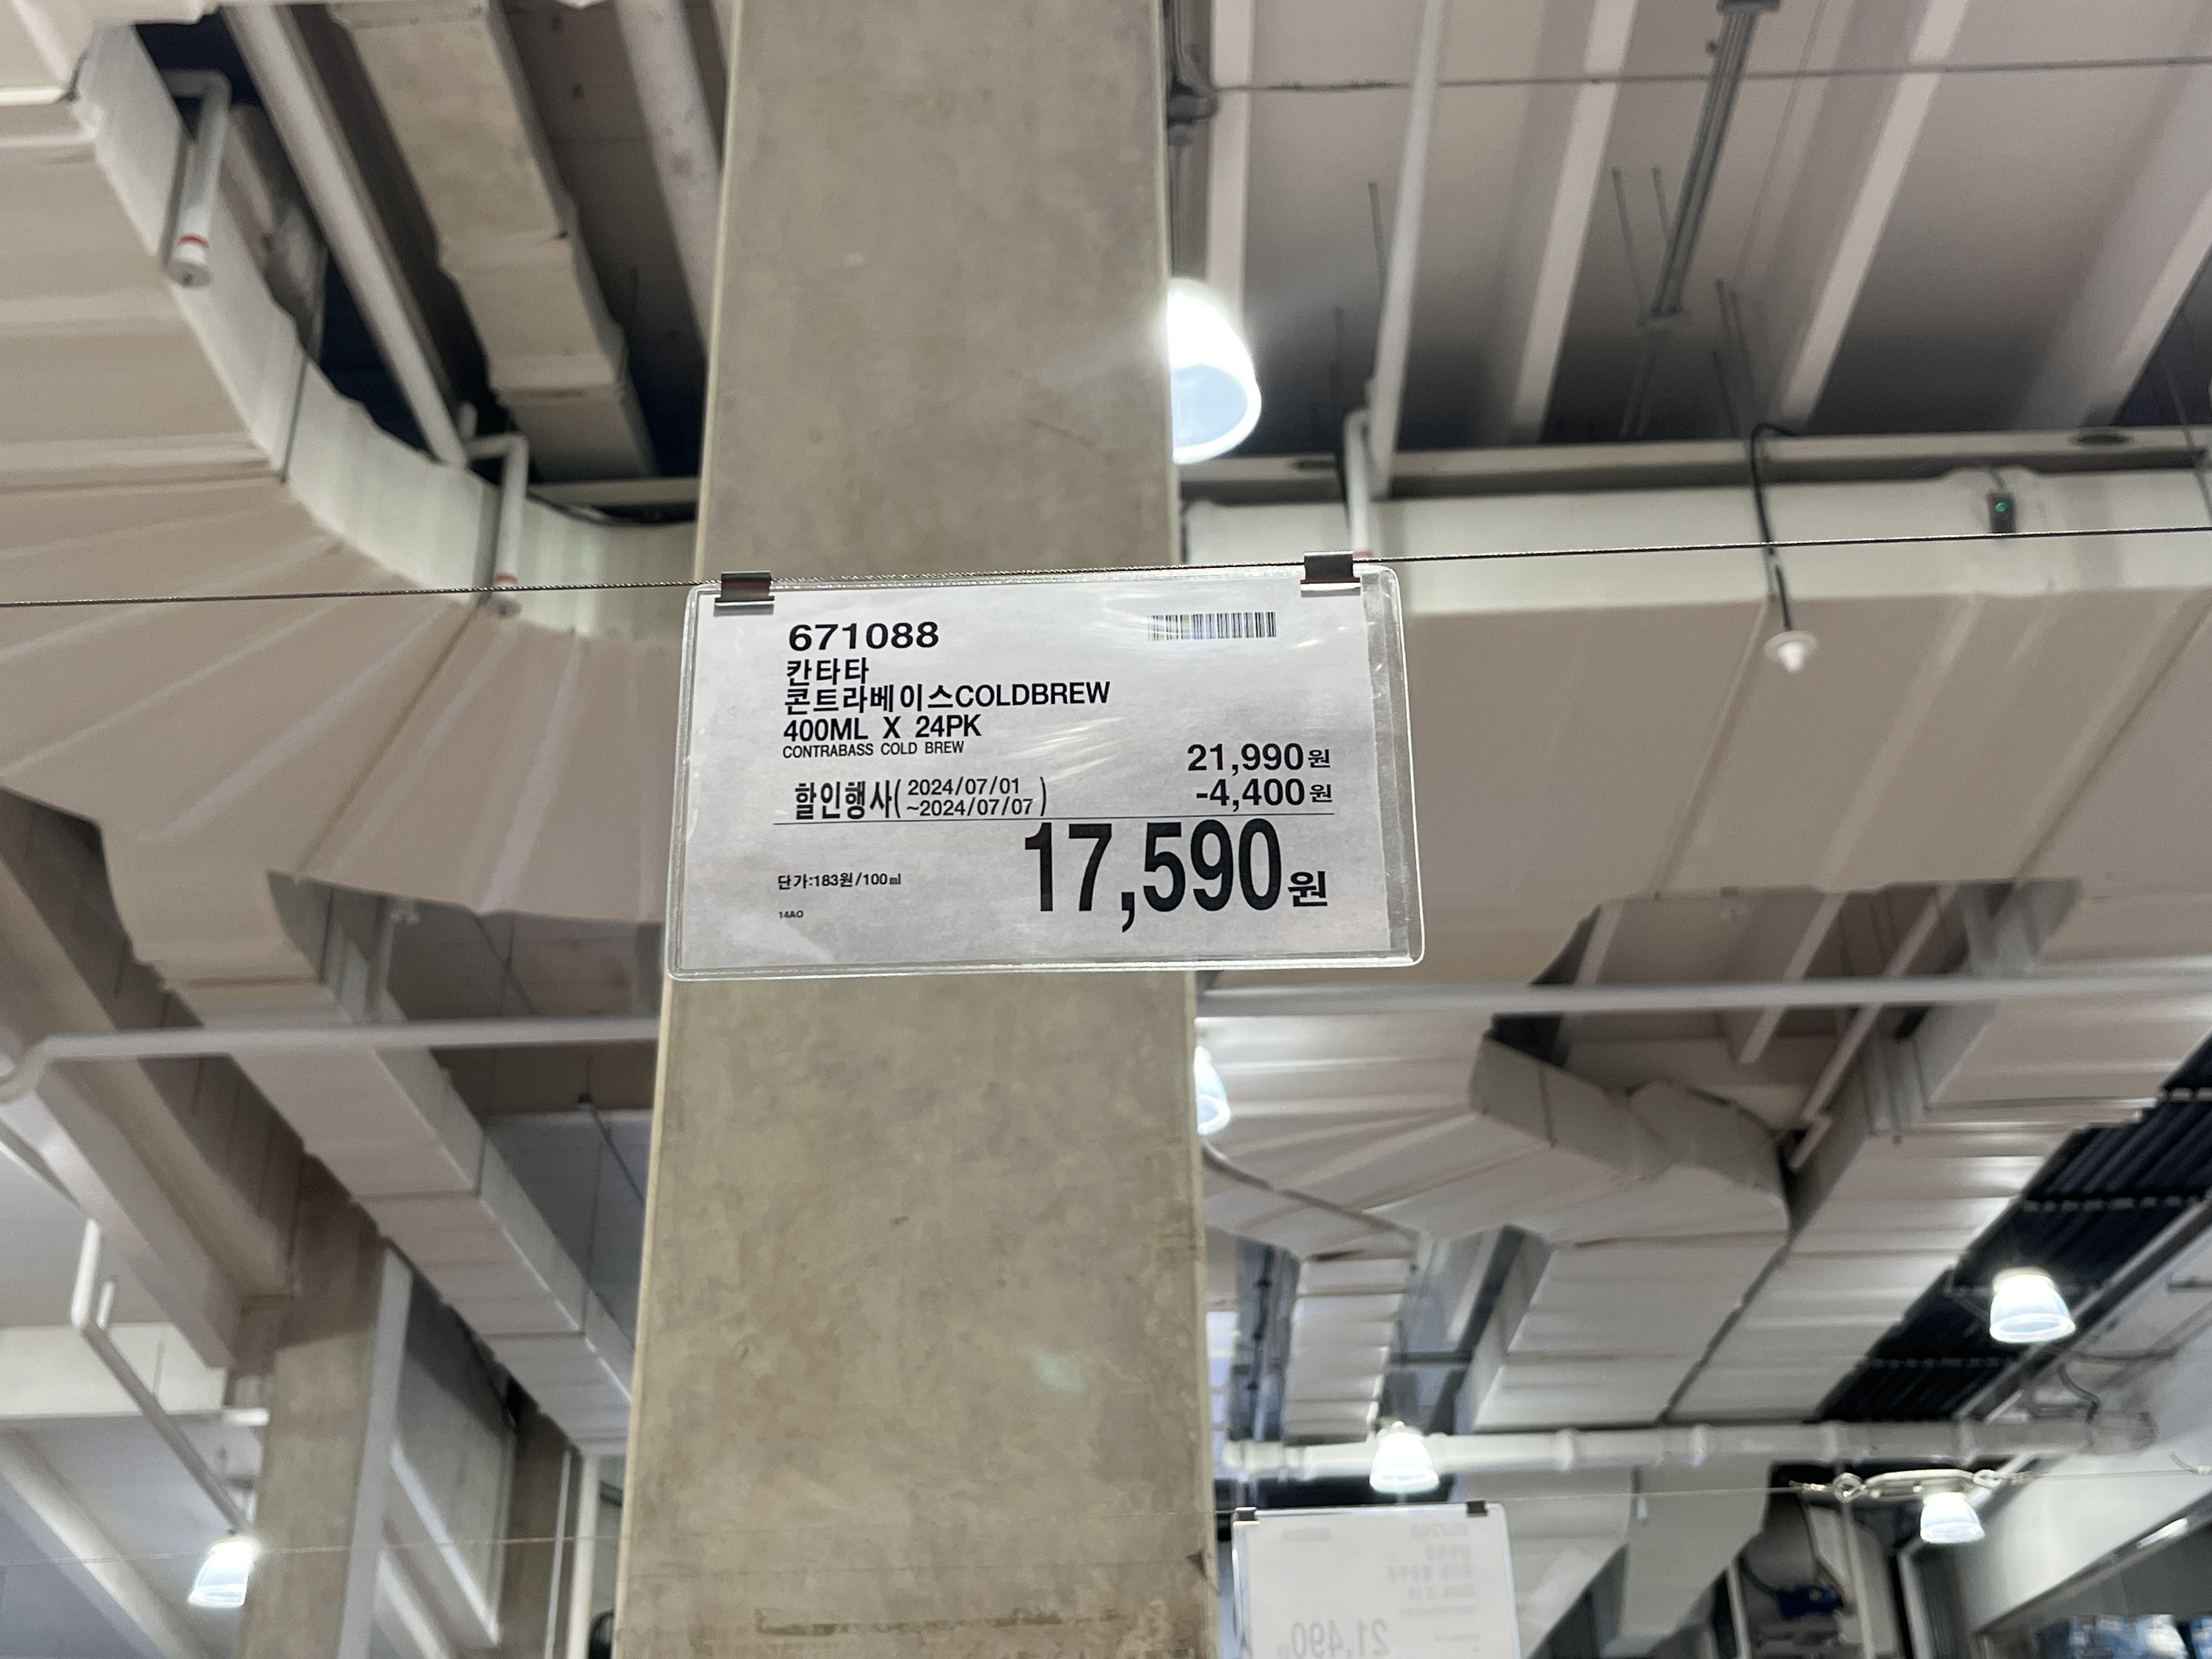 671088
칸타타
콘트라베이스COLDBREW
400ML X 24PK
CONTRABASS COLD BREW
21,990원
할인행사( 2024/07/01 ~2024/07/07 ) -4,400원
17,590원
단가:183원/100㎖
14AO
21,490